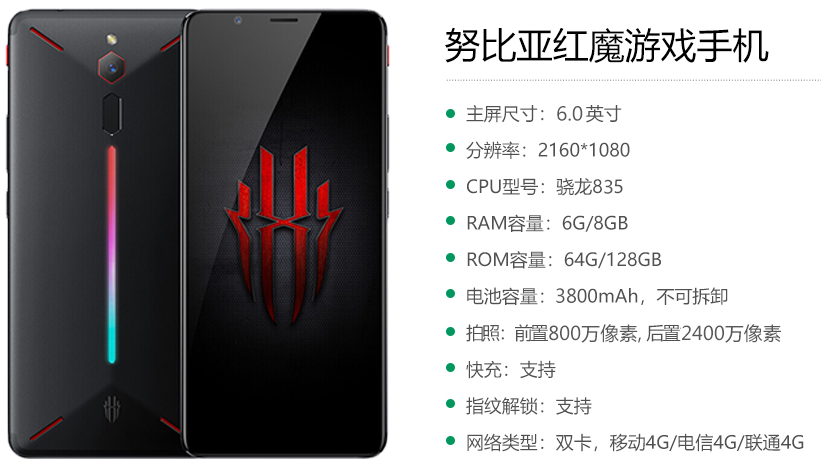 努比亚红魔游戏手机
主屏尺寸：6.0英寸
分辨率：2160*1080
CPU型号：骁龙835
RAM容量：6G/8GB
ROM容量：64G/128GB
电池容量：3800mAh，不可拆卸
拍照：前置800万像素, 后置2400万像素
快充：支持
指纹解锁：支持
网络类型：双卡，移动4G/电信4G/联通4G